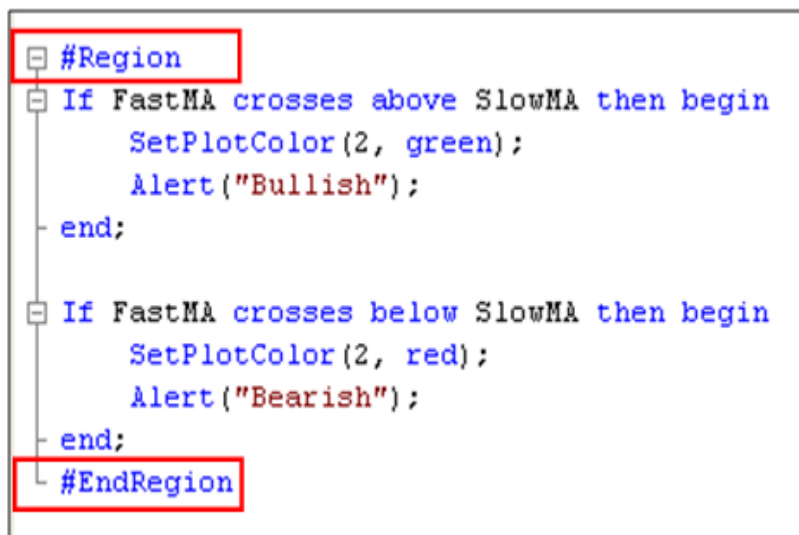 #Region
If FastMA crosses above SlowMA then begin
SetPlotColor(2, green);
Alert("Bullish");
end;
If FastMA crosses below SlowMA then begin
SetPlotColor(2, red);
Alert("Bearish");
end;
#EndRegion